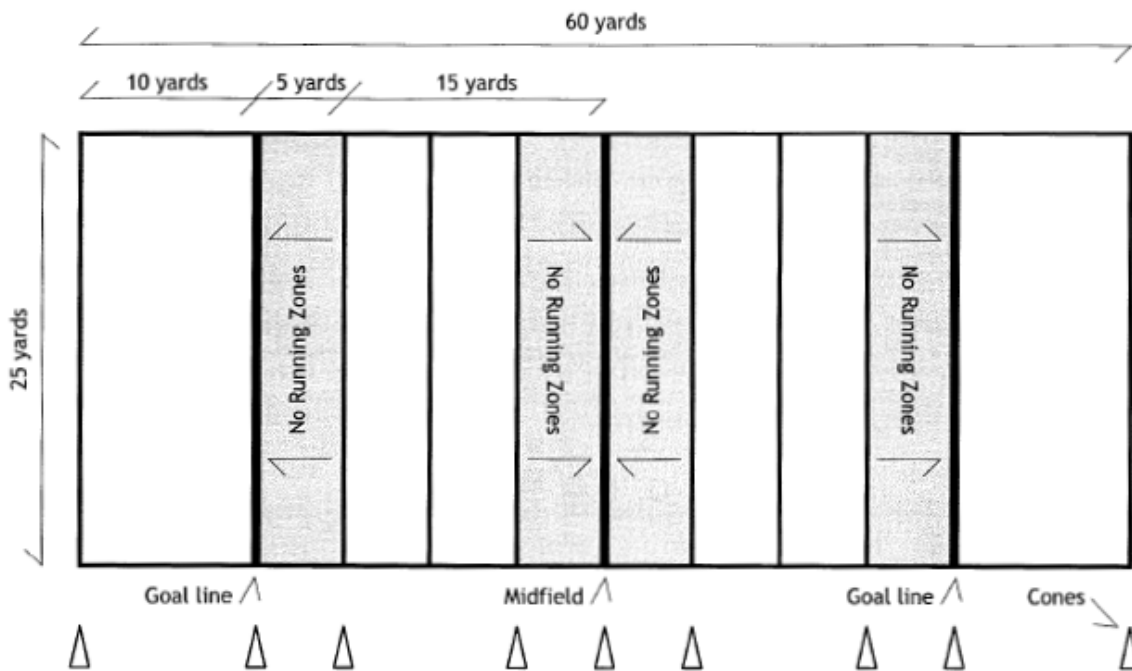 60 yards
10 yards
5 yards
15 yards
25 yards
No Running Zones
No Running Zones
No Running Zones
No Running Zones
Goal line
Midfield
Goal line
Cones